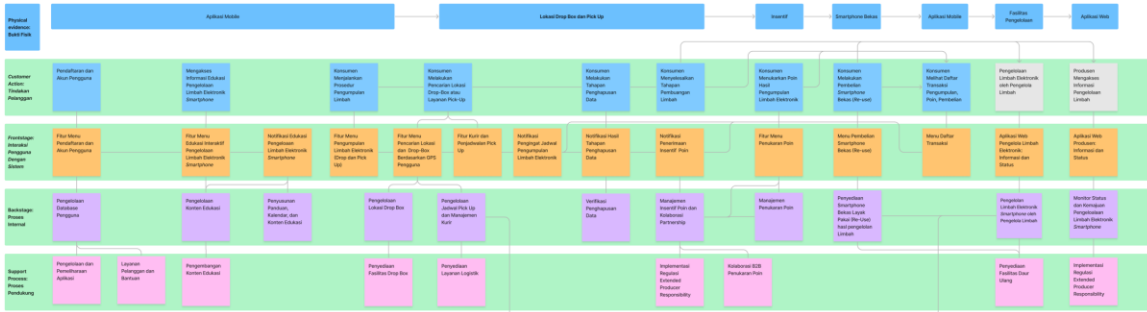 Physical
evidence:
Bukti Fisik
Aplikasi Mobile
Lokasi Drop Box dan Pick Up
Insentif
Smartphone Bekas
Aplikasi Mobile
Fasilitas
Pengelolaan
Aplikasi Web
Customer
Action:
Tindakan
Pelanggan
Pendaftaran dan
Akun Pengguna
Mengakses
Informasi Edukasi
Pengelolaan
Limbah Elektronik
Smartphone
Konsumen
Menjalankan
Prosedur
Pengumpulan
Limbah
Konsumen
Melakukan
Pencarian Lokasi
Drop Box atau
Layanan Pick-Up
Konsumen
Melakukan
Tahapan
Penghapusan
Data
Konsumen
Menyelesaikan
Tahapan
Pembuangan
Limbah
Konsumen
Menukarkan Poin
Hasil
Pengumpulan
Limbah Elektronik
Konsumen
Melakukan
Pembelian
Smartphone
Bekas (Re-use)
Konsumen
Melihat Daftar
Transaksi
Pengumpulan,
Poin, Pembelian
Pengelolaan
Limbah Elektronik
oleh Pengelola
Limbah
Produsen
Mengakses
Informasi
Pengelolaan
Limbah
Frontstage:
Interaksi
Pengguna
Dengan
Sistem
Fitur Menu
Pendaftaran dan
Akun Pengguna
Fitur Menu
Edukasi Interaktif
Pengelolaan
Limbah Elektronik
Smartphone
Notifikasi Edukasi
Pengelolaan
Limbah Elektronik
Smartphone
Fitur Menu
Pengumpulan
Limbah Elektronik
(Drop dan Pick
Up)
Fitur Menu
Pencarian Lokasi
dan Drop-Box
Berdasarkan GPS
Pengguna
Fitur Kurir dan
Penjadwalan Pick
Up
Notifikasi
Pengingat Jadwal
Pengumpulan
Limbah Elektronik
Notifikasi Hasil
Tahapan
Penghapusan
Data
Notifikasi
Penerimaan
Insentif Poin
Fitur Menu
Penukaran Poin
Menu Pembelian
Smartphone
Bekas (Re-use)
Menu Daftar
Transaksi
Aplikasi Web
Pengelola Limbah
Elektronik:
Informasi dan
Status
Aplikasi Web
Produsen
Informasi dan
Status
Backstage:
Proses
Internal
Pengelolaan
Database
Pengguna
Pengelolaan
Konten Edukasi
Penyusunan
Panduan,
Kalendar, dan
Konten Edukasi
Pengelolaan
Lokasi Drop Box
Pengelolaan
Jadwal Pick Up
dan Manajemen
Kurir
Verifikasi
Penghapusan
Data
Manajemen
Insentif Poin dan
Kolaborasi
Partnership
Manajemen
Penukaran Poin
Penyediaan
Smartphone
Bekas Layak
Pakai (Re-Use)
hasil pengelolan
Limbah
Pengelolan
Limbah Elektronik
Smartphone oleh
Pengelola Limbah
Monitor Status
dan Kemajuan
Pengelolaan
Limbah Elektronik
Smartphone
Support
Process:
Proses
Pendukung
Pengelolaan dan
Pemeliharaan
Aplikasi
Layanan
Pelanggan dan
Bantuan
Pengembangan
Konten Edukasi
Penyediaan
Fasilitas Drop Box
Penyediaan
Layanan Logistik
Implementasi
Regulasi
Extended
Producer
Responsibility
Kolaborasi B2B
Penukaran Poin
Penyediaan
Fasilitas Daur
Ulang
Implementasi
Regulasi
Extended
Producer
Responsibility